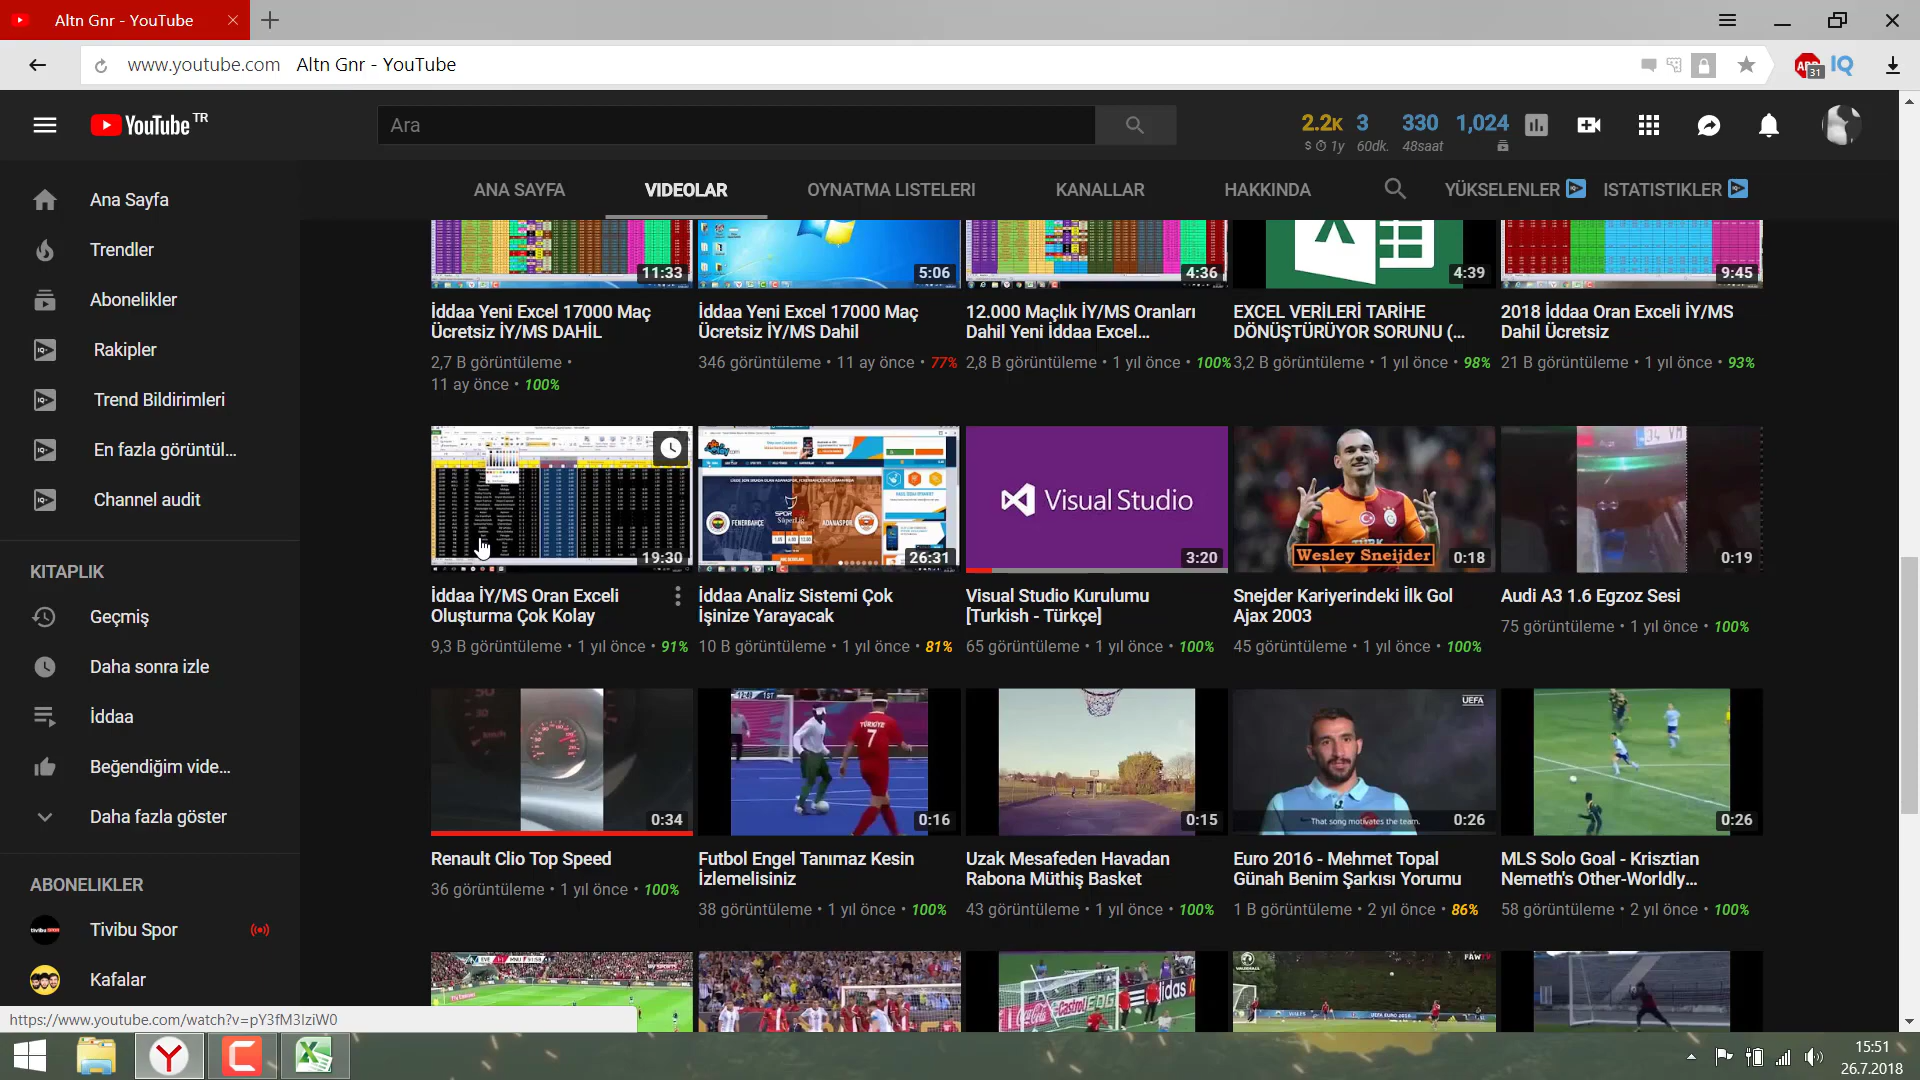 Altn Gnr - YouTube
www.youtube.com Altn Gnr - YouTube
31
IQ
YouTube TR
Ara
2.2K 3 330 1,024
1y 60dk. 48saat
ANA SAYFA VIDEOLAR OYNATMA LISTELERI KANALLAR HAKKINDA YÜKSELENLER ISTATISTIKLER
Ana Sayfa
Trendler
Abonelikler
Rakipler
Trend Bildirimleri
En fazla görüntül...
Channel audit
KITAPLIK
Geçmiş
Daha sonra izle
İddaa
Beğendiğim vide...
Daha fazla göster
ABONELIKLER
Tivibu Spor
Kafalar
11:33 5:06 4:36 4:39 9:45
İddaa Yeni Excel 17000 Maç
Ücretsiz İY/MS DAHİL
2,7 B görüntüleme •
11 ay önce • 100%
İddaa Yeni Excel 17000 Maç
Ücretsiz İY/MS Dahil
346 görüntüleme • 11 ay önce • 77%
12.000 Maçlık İY/MS Oranları
Dahil Yeni İddaa Excel...
2,8 B görüntüleme • 1 yıl önce • 100%
EXCEL VERİLERİ TARİHE
DÖNÜŞTÜRÜYOR SORUNU (...
3,2 B görüntüleme • 1 yıl önce • 98%
2018 İddaa Oran Exceli İY/MS
Dahil Ücretsiz
21 B görüntüleme • 1 yıl önce • 93%
19:30
İddaa İY/MS Oran Exceli
Oluşturma Çok Kolay
9,3 B görüntüleme • 1 yıl önce • 91%
FENERBAHÇE
ADANASPOR
26:31
İddaa Analiz Sistemi Çok
İşinize Yarayacak
10 B görüntüleme • 1 yıl önce • 81%
Visual Studio
3:20
Visual Studio Kurulumu
[Turkish - Türkçe]
65 görüntüleme • 1 yıl önce • 100%
Wesley Sneijder
0:18
Snejder Kariyerindeki İlk Gol
Ajax 2003
45 görüntüleme • 1 yıl önce • 100%
0:19
Audi A3 1.6 Egzoz Sesi
75 görüntüleme • 1 yıl önce • 100%
0:34
Renault Clio Top Speed
36 görüntüleme • 1 yıl önce • 100%
TÜRKİYE
7
0:16
Futbol Engel Tanımaz Kesin
İzlemelisiniz
38 görüntüleme • 1 yıl önce • 100%
0:15
Uzak Mesafeden Havadan
Rabona Müthiş Basket
43 görüntüleme • 1 yıl önce • 100%
UEFA
That song motivates the team.
0:26
Euro 2016 - Mehmet Topal
Günah Benim Şarkısı Yorumu
1 B görüntüleme • 2 yıl önce • 86%
0:26
MLS Solo Goal - Krisztian
Nemeth's Other-Worldly...
58 görüntüleme • 2 yıl önce • 100%
adidas
https://www.youtube.com/watch?v=pY3fM3IziW0
15:51
26.7.2018